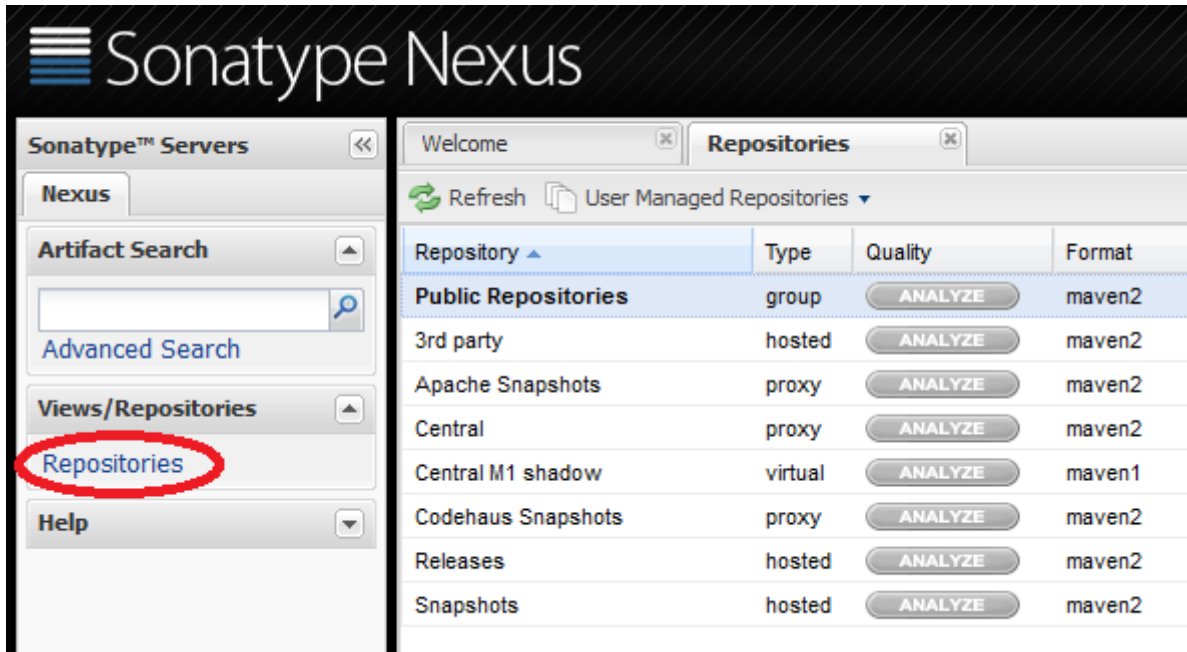 Sonatype Nexus
Sonatype™ Servers
Nexus
Artifact Search
Advanced Search
Views/Repositories
Repositories
Help
Welcome Repositories
Refresh User Managed Repositories
Repository Type Quality Format
Public Repositories group ANALYZE maven2
3rd party hosted ANALYZE maven2
Apache Snapshots proxy ANALYZE maven2
Central proxy ANALYZE maven2
Central M1 shadow virtual ANALYZE maven1
Codehaus Snapshots proxy ANALYZE maven2
Releases hosted ANALYZE maven2
Snapshots hosted ANALYZE maven2